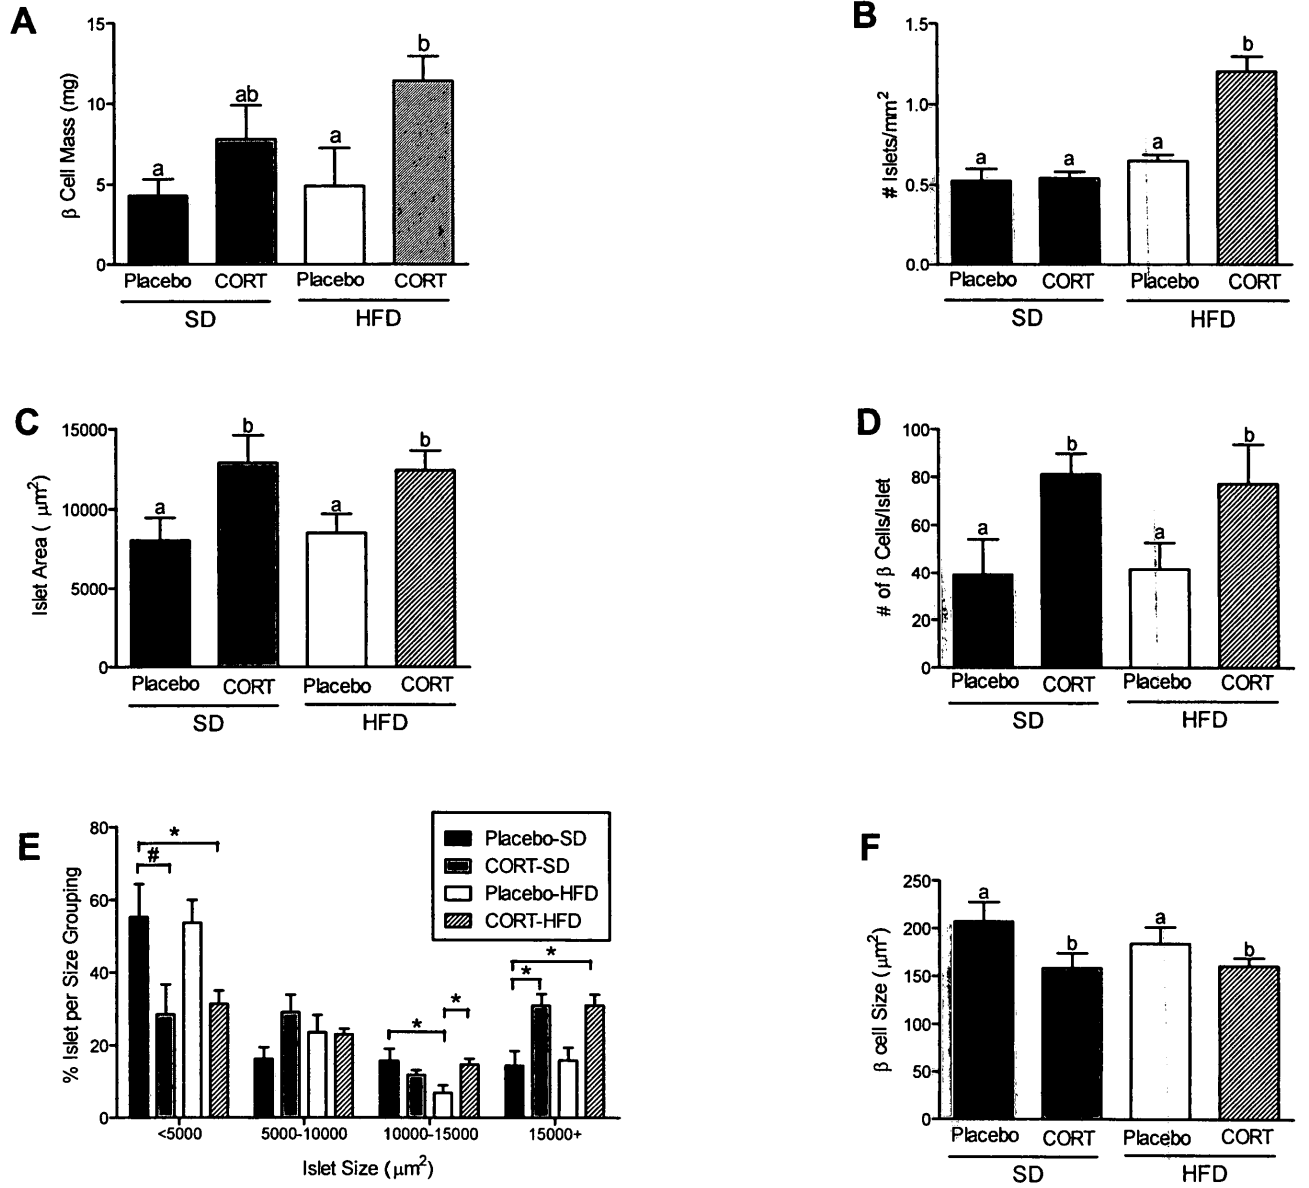 A
β Cell Mass (mg)
15
10
5
0
a
ab
a
b
Placebo CORT Placebo CORT
SD HFD
B
# Islets/mm2
1.5
1.0
0.5
0.0
a
a
a
b
Placebo CORT Placebo CORT
SD HFD
C
Islet Area ( μm2)
15000
10000
5000
0
a
b
a
b
Placebo CORT Placebo CORT
SD HFD
D
# of β Cells/Islet
100
80
60
40
20
0
a
b
a
b
Placebo CORT Placebo CORT
SD HFD
E
% Islet per Size Grouping
80
60
40
20
0
*
#
*
*
*
*
Placebo-SD
CORT-SD
Placebo-HFD
CORT-HFD
<5000 5000-10000 10000-15000 15000+
Islet Size (μm2)
F
β cell Size (μm2)
250
200
150
100
50
0
a
b
a
b
Placebo CORT Placebo CORT
SD HFD